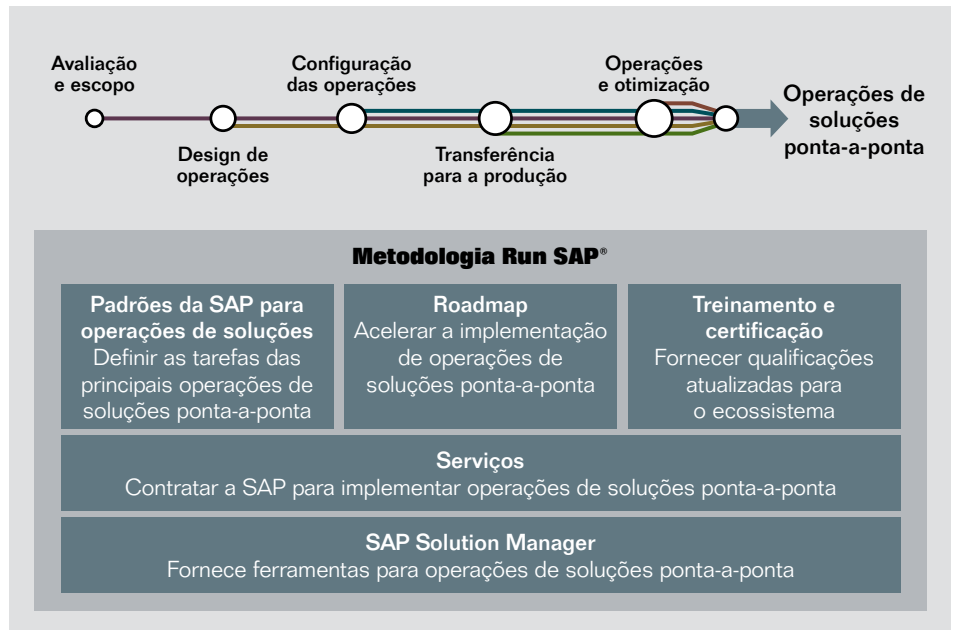 Avaliação
e escopo
Configuração
das operações
Operações
e otimização
Operações de
soluções
ponta-a-ponta
Design de
operações
Transferência
para a produção
Metodologia Run SAP®
Padrões da SAP para
operações de soluções
Definir as tarefas das
principais operações de
soluções ponta-a-ponta
Roadmap
Acelerar a implementação
de operações de
soluções ponta-a-ponta
Treinamento e
certificação
Fornecer qualificações
atualizadas para
o ecossistema
Serviços
Contratar a SAP para implementar operações de soluções ponta-a-ponta
SAP Solution Manager
Fornece ferramentas para operações de soluções ponta-a-ponta